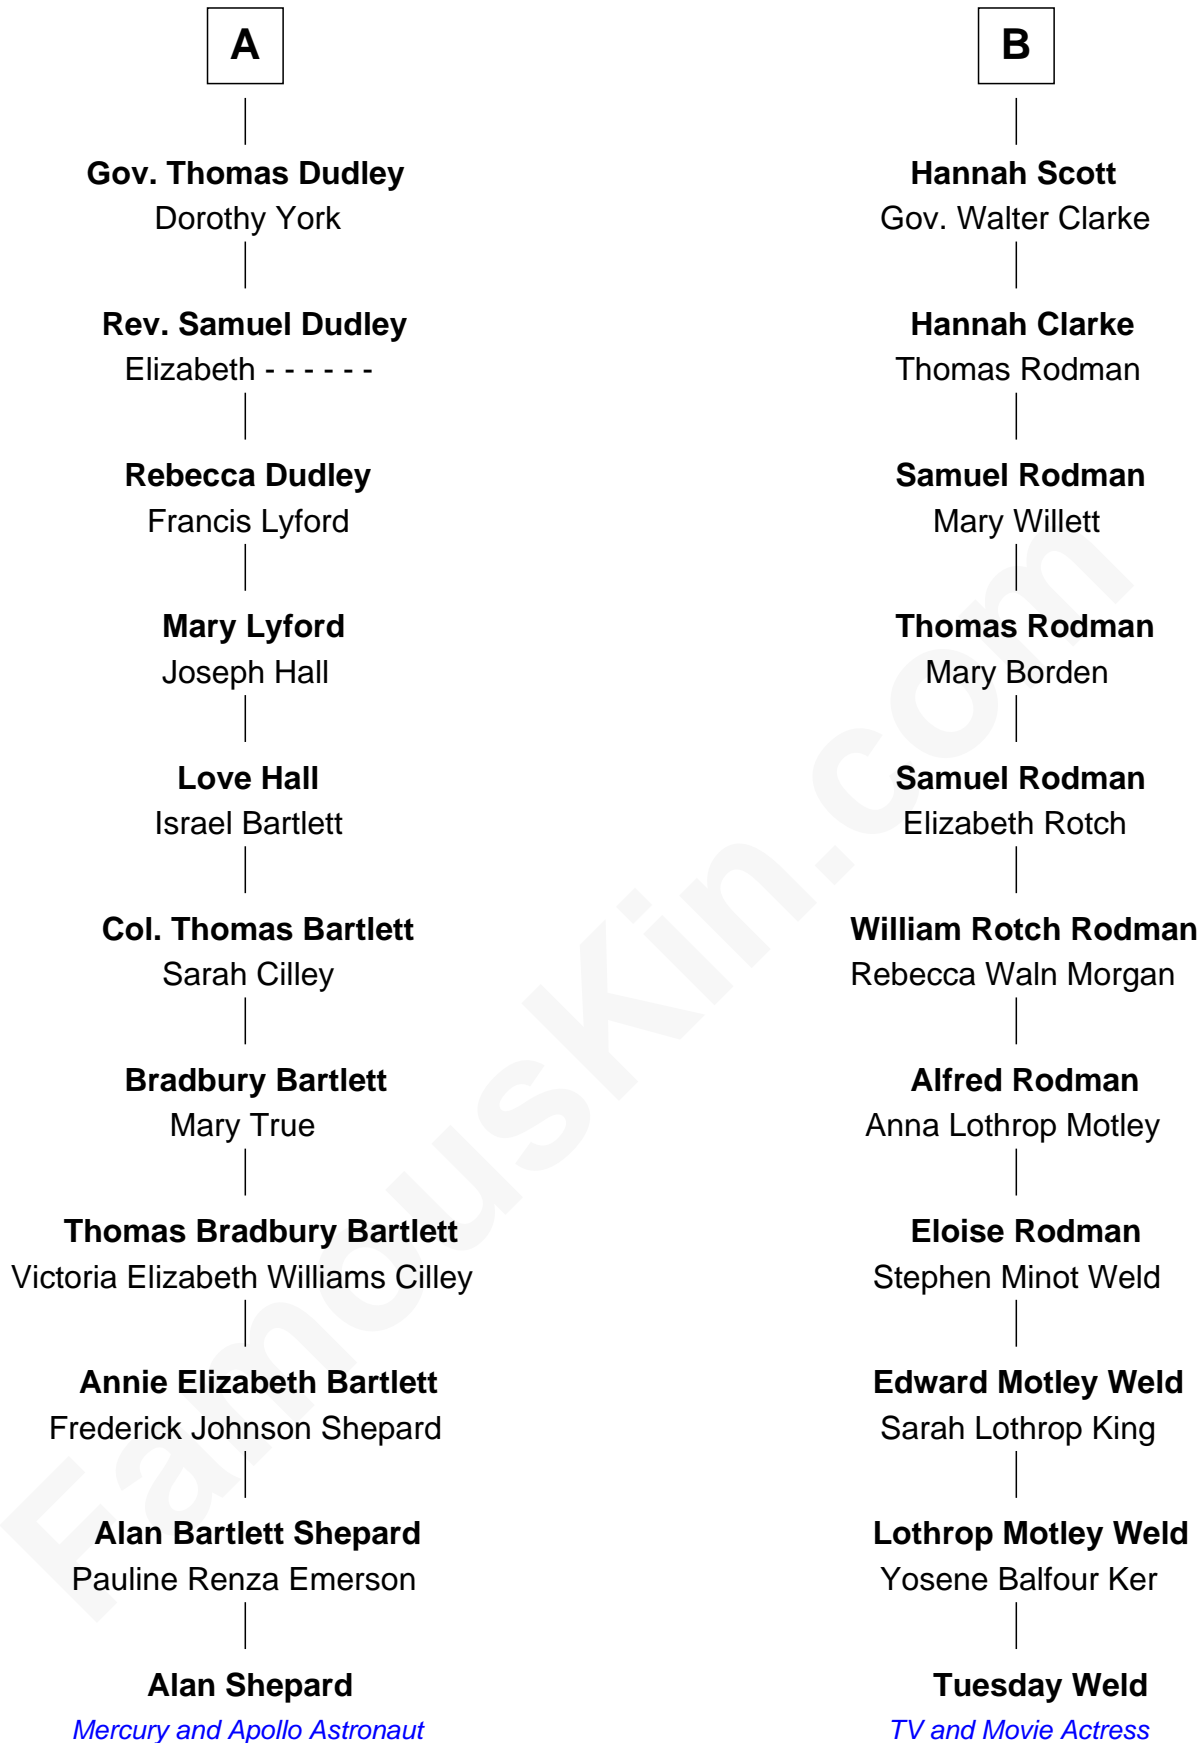 A
Gov. Thomas Dudley
Dorothy York
Rev. Samuel Dudley
Elizabeth - - - - - -
Rebecca Dudley
Francis Lyford
Mary Lyford
Joseph Hall
Love Hall
Israel Bartlett
Col. Thomas Bartlett
Sarah Cilley
Bradbury Bartlett
Mary True
Thomas Bradbury Bartlett
Victoria Elizabeth Williams Cilley
Annie Elizabeth Bartlett
Frederick Johnson Shepard
Alan Bartlett Shepard
Pauline Renza Emerson
Alan Shepard
Mercury and Apollo Astronaut
B
Hannah Scott
Gov. Walter Clarke
Hannah Clarke
Thomas Rodman
Samuel Rodman
Mary Willett
Thomas Rodman
Mary Borden
Samuel Rodman
Elizabeth Rotch
William Rotch Rodman
Rebecca Waln Morgan
Alfred Rodman
Anna Lothrop Motley
Eloise Rodman
Stephen Minot Weld
Edward Motley Weld
Sarah Lothrop King
Lothrop Motley Weld
Yosene Balfour Ker
Tuesday Weld
TV and Movie Actress
FamousKin.com